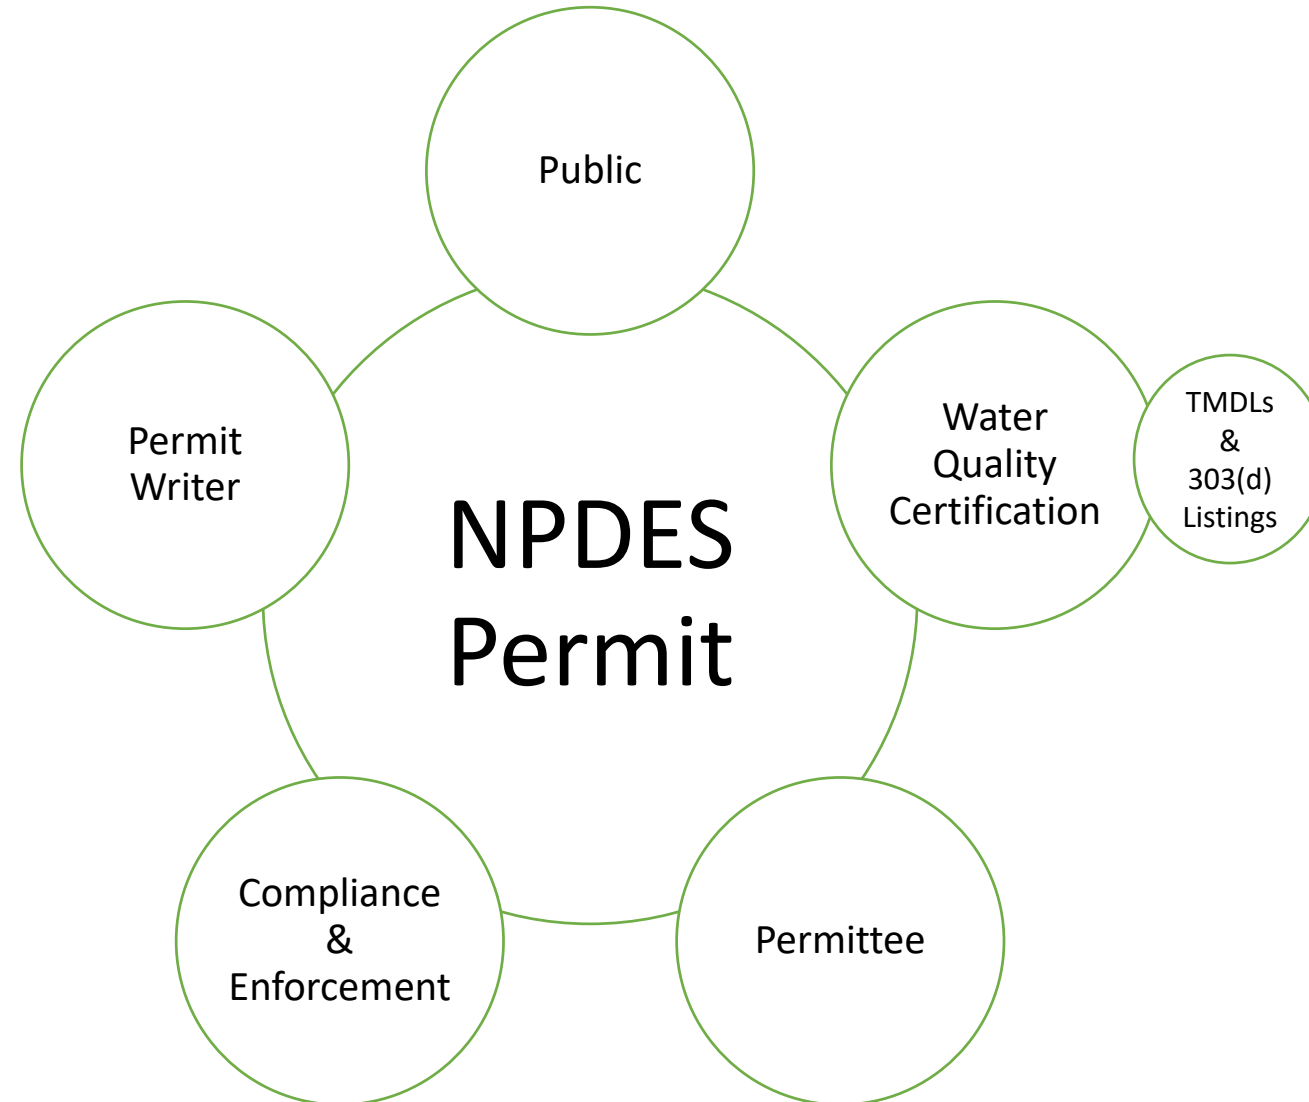 Public
Permit
Writer
Water
Quality
Certification
TMDLs
&
303(d)
Listings
NPDES
Permit
Compliance
&
Enforcement
Permittee